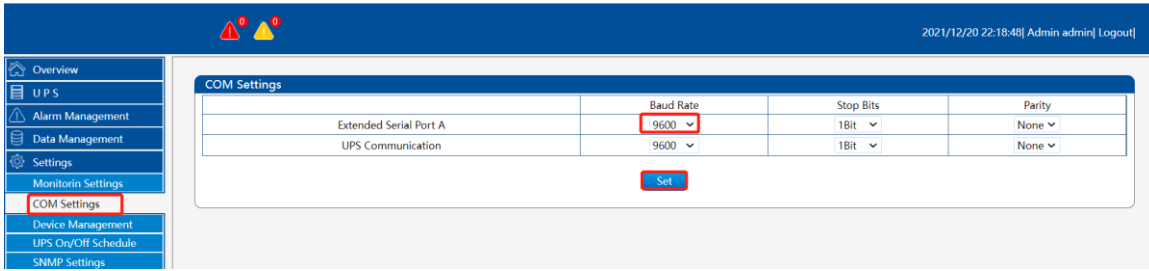 0 0
2021/12/20 22:18:48| Admin admin| Logout|
Overview
UPS
Alarm Management
Data Management
Settings
Monitorin Settings
COM Settings
Device Management
UPS On/Off Schedule
SNMP Settings
COM Settings
Baud Rate Stop Bits Parity
Extended Serial Port A 9600 1Bit None
UPS Communication 9600 1Bit None
Set